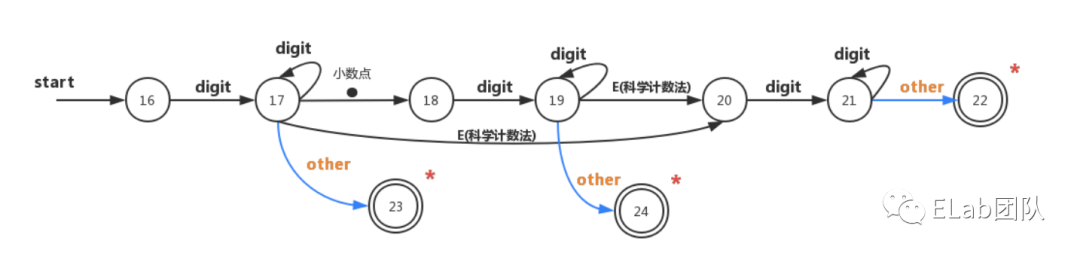 start
16
digit
17
digit
小数点
18
digit
19
digit
E(科学计数法)
20
digit
21
digit
other
22
*
E(科学计数法)
other
23
*
other
24
*
ELab团队